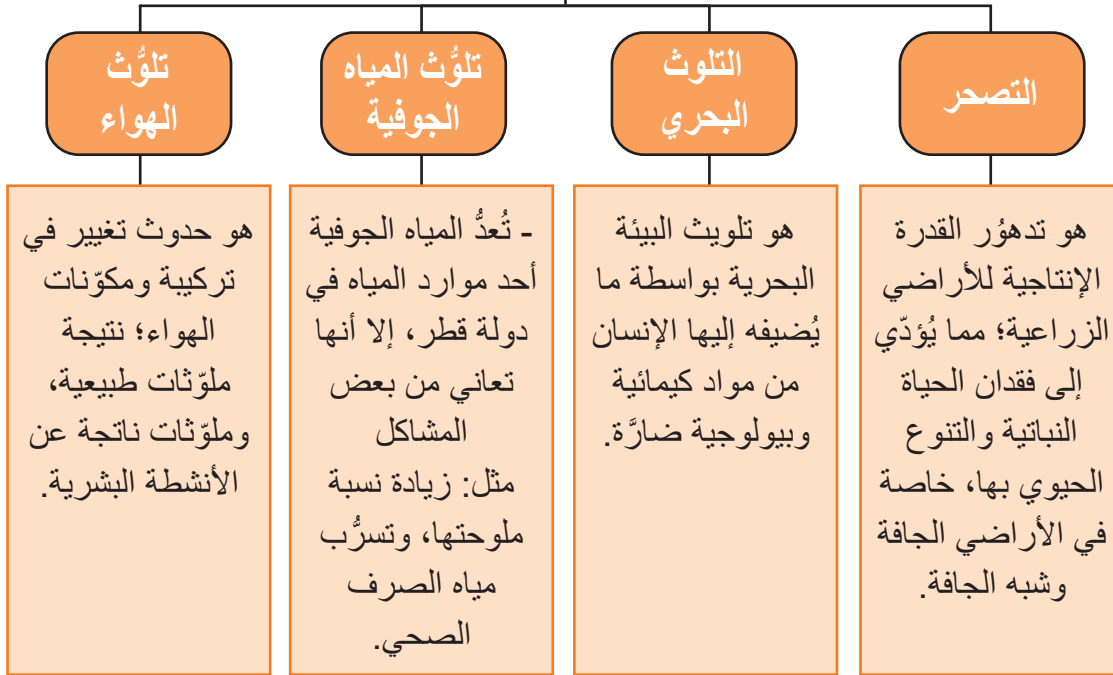 التصحر
هو تدهوُر القدرة
الإنتاجية للأراضي
الزراعية؛ مما يُؤدّي
إلى فقدان الحياة
النباتية والتنوع
الحيوي بها، خاصة
في الأراضي الجافة
وشبه الجافة.
التلوث
البحري
هو تلويث البيئة
البحرية بواسطة ما
يُضيفه إليها الإنسان
من مواد كيمائية
وبيولوجية ضارَّة.
تلوُّث المياه
الجوفية
- تُعدُّ المياه الجوفية
أحد موارد المياه في
دولة قطر، إلا أنها
تعاني من بعض
المشاكل
مثل: زيادة نسبة
ملوحتها، وتسرُّب
مياه الصرف
الصحي.
تلوُّث
الهواء
هو حدوث تغيير في
تركيبة ومكوّنات
الهواء؛ نتيجة
ملوّثات طبيعية،
وملوّثات ناتجة عن
الأنشطة البشرية.